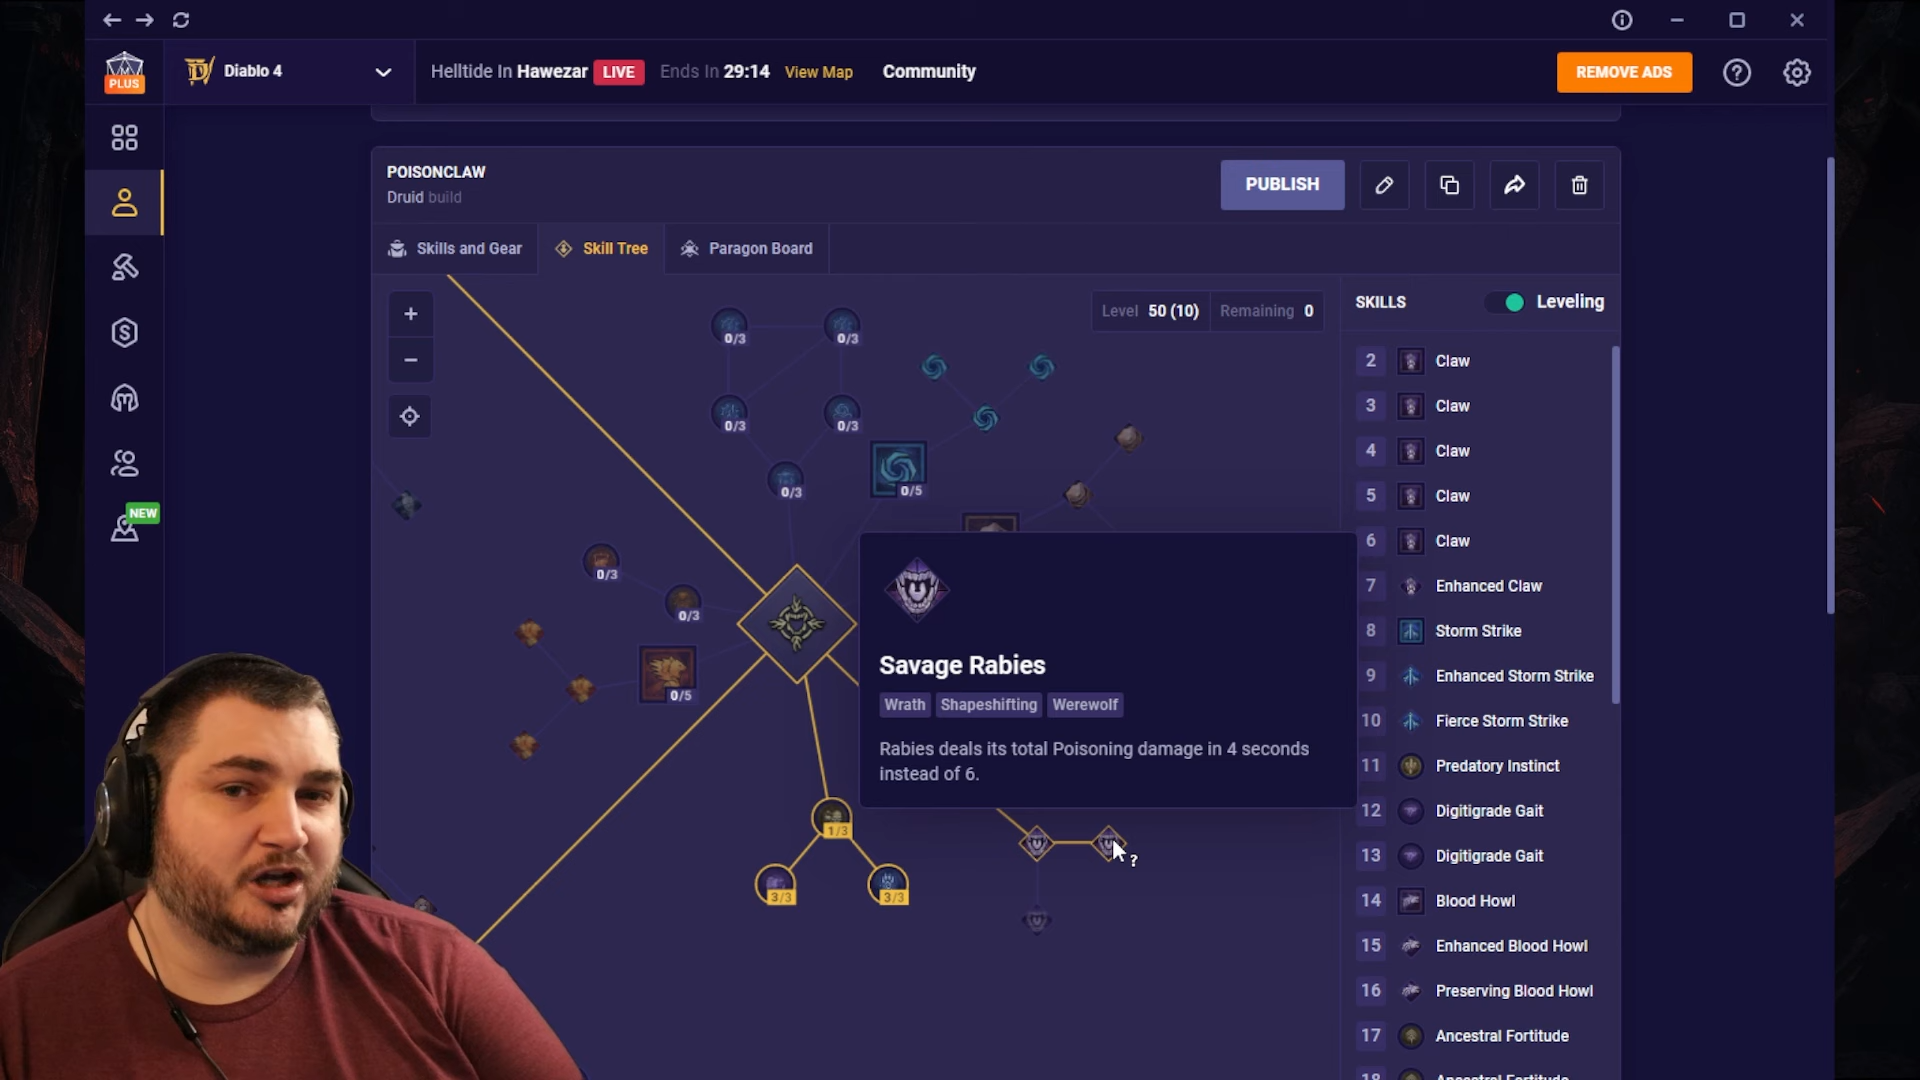 PLUS
Diablo 4
Helltide In Hawezar LIVE Ends In 29:14 View Map
Community
REMOVE ADS
NEW
POISONCLAW
Druid build
PUBLISH
Skills and Gear
Skill Tree
Paragon Board
+
−
Level 50 (10) Remaining 0
0/3
0/3
0/3
0/3
0/3
0/5
0/3
0/3
0/5
1/3
3/3
3/3
Savage Rabies
Wrath Shapeshifting Werewolf
Rabies deals its total Poisoning damage in 4 seconds
instead of 6.
?
SKILLS Leveling
2 Claw
3 Claw
4 Claw
5 Claw
6 Claw
7 Enhanced Claw
8 Storm Strike
9 Enhanced Storm Strike
10 Fierce Storm Strike
11 Predatory Instinct
12 Digitigrade Gait
13 Digitigrade Gait
14 Blood Howl
15 Enhanced Blood Howl
16 Preserving Blood Howl
17 Ancestral Fortitude
18 Ancestral Fortitude